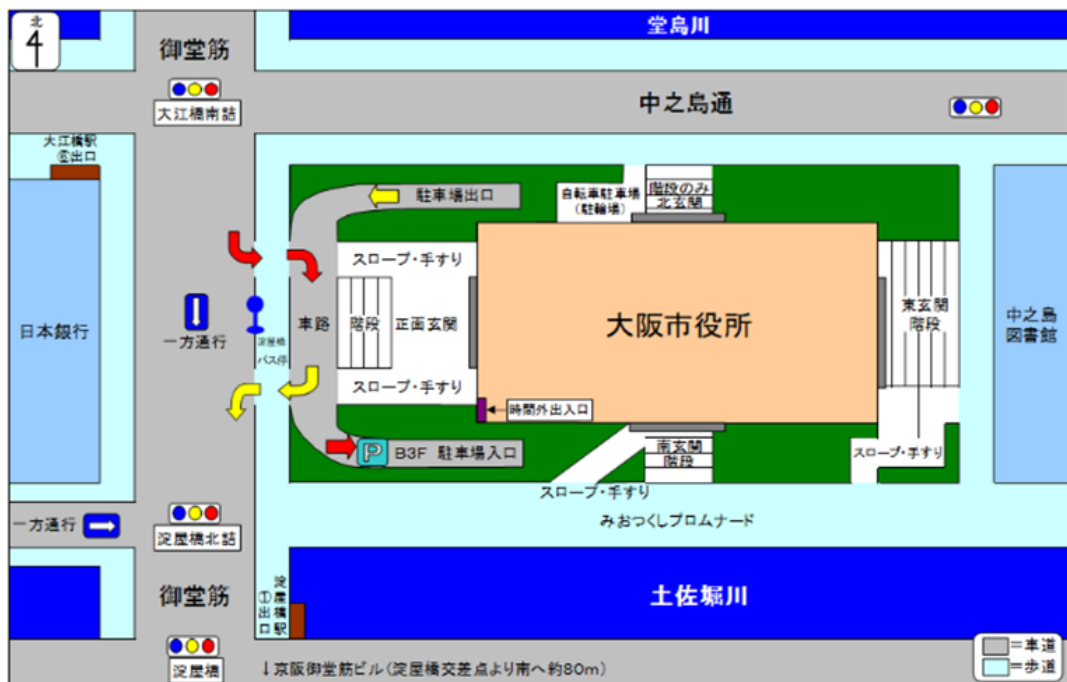 北
堂島川
御堂筋
大江橋南詰
中之島通
大江橋駅
⑥出口
駐車場出口
自転車駐車場
(駐輪場)
階段のみ
北玄関
スロープ・手すり
日本銀行
一方通行
淀屋橋
バス停
車路
階段
正面玄関
大阪市役所
東玄関
階段
中之島
図書館
スロープ・手すり
時間外出入口
P
B3F 駐車場入口
南玄関
階段
スロープ・手すり
スロープ・手すり
一方通行
淀屋橋北詰
みおつくしプロムナード
御堂筋
淀屋橋駅
①出口
土佐堀川
淀屋橋
↓京阪御堂筋ビル(淀屋橋交差点より南へ約80m)
=車道
=歩道